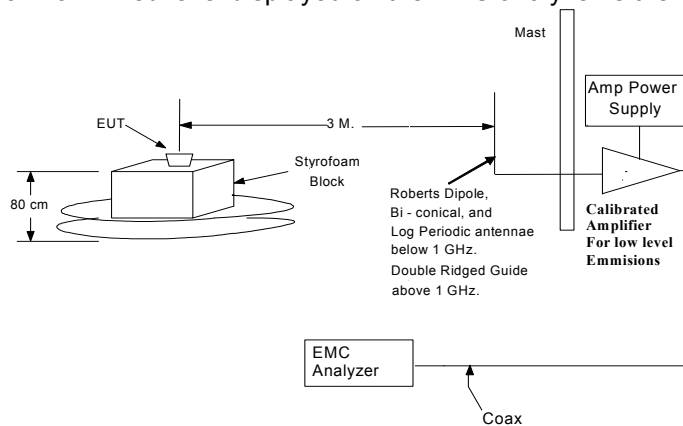 Mast
Amp Power
Supply
EUT
3 M.
Styrofoam
Block
80 cm
Roberts Dipole,
Bi - conical, and
Log Periodic antennae
below 1 GHz.
Double Ridged Guide
above 1 GHz.
Calibrated
Amplifier
For low level
Emmisions
EMC
Analyzer
Coax